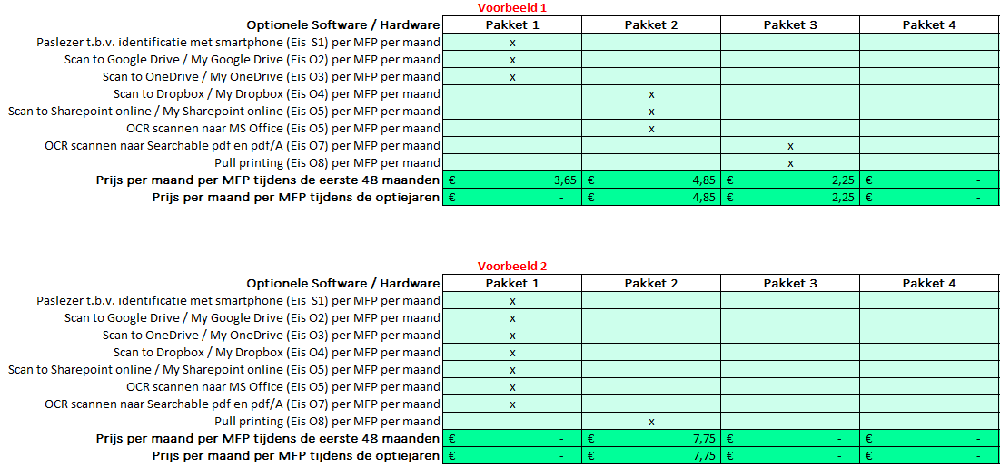 Voorbeeld 1
Optionele Software / Hardware Pakket 1 Pakket 2 Pakket 3 Pakket 4
Paslezer t.b.v. identificatie met smartphone (Eis S1) per MFP per maand x
Scan to Google Drive / My Google Drive (Eis O2) per MFP per maand x
Scan to OneDrive / My OneDrive (Eis O3) per MFP per maand x
Scan to Dropbox / My Dropbox (Eis O4) per MFP per maand x
Scan to Sharepoint online / My Sharepoint online (Eis O5) per MFP per maand x
OCR scannen naar MS Office (Eis O5) per MFP per maand x
OCR scannen naar Searchable pdf en pdf/A (Eis O7) per MFP per maand x
Pull printing (Eis O8) per MFP per maand x
Prijs per maand per MFP tijdens de eerste 48 maanden € 3,65 € 4,85 € 2,25 € -
Prijs per maand per MFP tijdens de optiejaren € - € 4,85 € 2,25 € -
Voorbeeld 2
Optionele Software / Hardware Pakket 1 Pakket 2 Pakket 3 Pakket 4
Paslezer t.b.v. identificatie met smartphone (Eis S1) per MFP per maand x
Scan to Google Drive / My Google Drive (Eis O2) per MFP per maand x
Scan to OneDrive / My OneDrive (Eis O3) per MFP per maand x
Scan to Dropbox / My Dropbox (Eis O4) per MFP per maand x
Scan to Sharepoint online / My Sharepoint online (Eis O5) per MFP per maand x
OCR scannen naar MS Office (Eis O5) per MFP per maand x
OCR scannen naar Searchable pdf en pdf/A (Eis O7) per MFP per maand x
Pull printing (Eis O8) per MFP per maand x
Prijs per maand per MFP tijdens de eerste 48 maanden € - € 7,75 € - € -
Prijs per maand per MFP tijdens de optiejaren € - € 7,75 € - € -